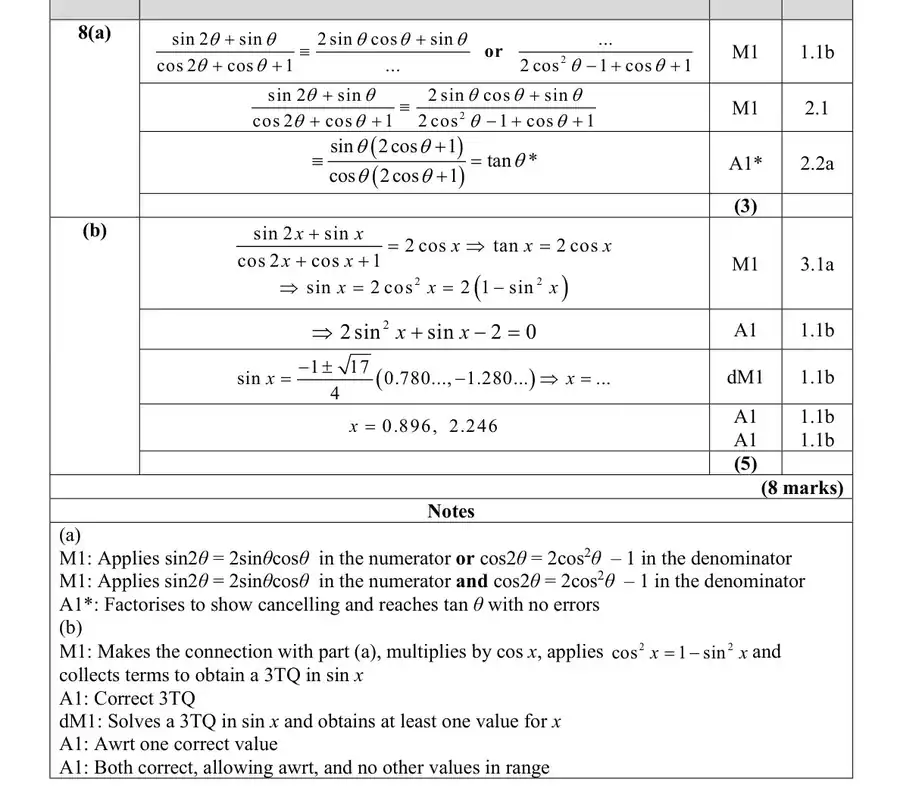 8(a)
sin 2θ + sin θ / cos 2θ + cos θ + 1 ≡ 2 sin θ cos θ + sin θ / ... or ... / 2 cos² θ − 1 + cos θ + 1 M1 1.1b
sin 2θ + sin θ / cos 2θ + cos θ + 1 ≡ 2 sin θ cos θ + sin θ / 2 cos² θ − 1 + cos θ + 1 M1 2.1
≡ sin θ (2 cos θ + 1) / cos θ (2 cos θ + 1) = tan θ * A1* 2.2a
(3)
(b)
sin 2x + sin x / cos 2x + cos x + 1 = 2 cos x ⇒ tan x = 2 cos x
⇒ sin x = 2 cos² x = 2 (1 − sin² x) M1 3.1a
⇒ 2 sin² x + sin x − 2 = 0 A1 1.1b
sin x = −1 ± √17 / 4 (0.780..., −1.280...) ⇒ x = ... dM1 1.1b
x = 0.896, 2.246 A1 1.1b
A1 1.1b
(5)
(8 marks)
Notes
(a)
M1: Applies sin2θ = 2sinθcosθ in the numerator or cos2θ = 2cos²θ – 1 in the denominator
M1: Applies sin2θ = 2sinθcosθ in the numerator and cos2θ = 2cos²θ – 1 in the denominator
A1*: Factorises to show cancelling and reaches tan θ with no errors
(b)
M1: Makes the connection with part (a), multiplies by cos x, applies cos² x = 1 − sin² x and
collects terms to obtain a 3TQ in sin x
A1: Correct 3TQ
dM1: Solves a 3TQ in sin x and obtains at least one value for x
A1: Awrt one correct value
A1: Both correct, allowing awrt, and no other values in range